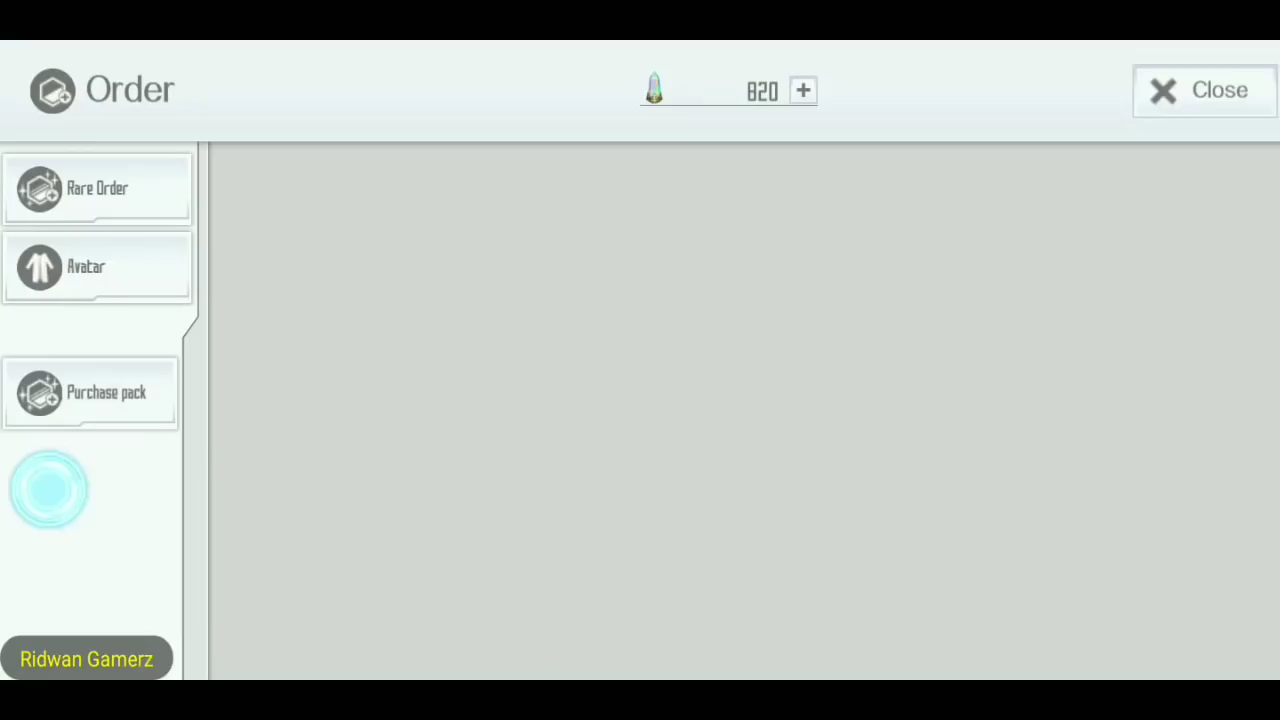 Order
820
Close
Rare Order
Avatar
Purchase pack
Ridwan Gamerz